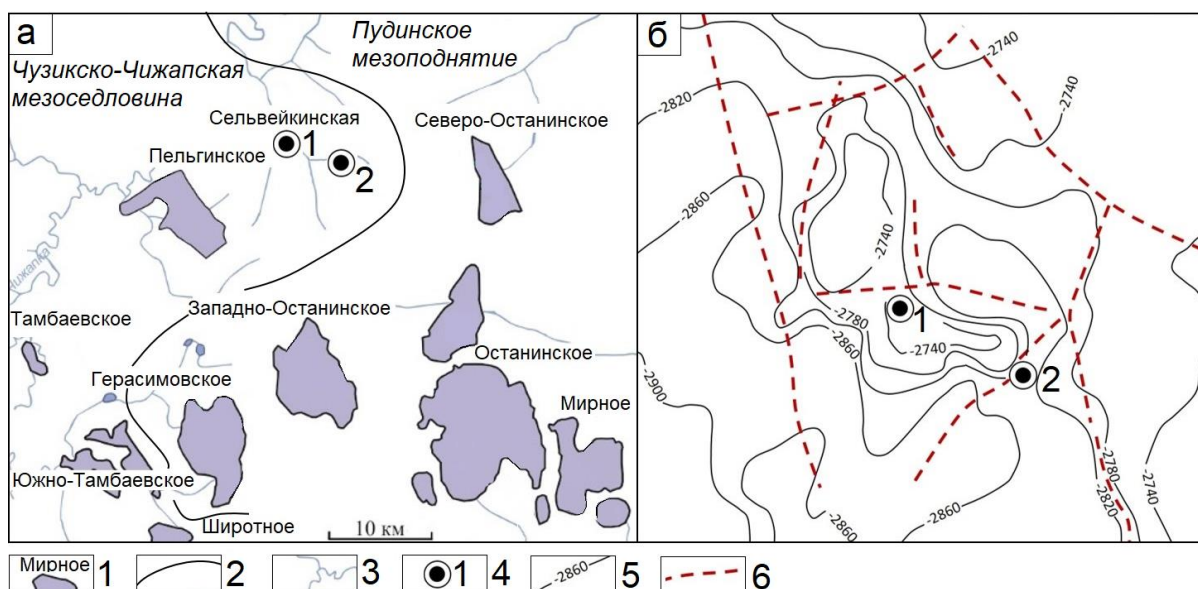 а
Пудинское
мезоподнятие
Чузикско-Чижапская
мезоседловина
Сельвейкинская
1
2
Северо-Останинское
Пельгинское
Чижапка
Западно-Останинское
Тамбаевское
Останинское
Герасимовское
Мирное
Южно-Тамбаевское
Широтное
10 км
б
-2740
-2820
-2740
-2860
-2860
-2740
1
-2780
-2860
-2740
2
-2900
-2780
-2740
-2820
-2860
-2860
Мирное 1
2
3
1 4
-2860 5
6